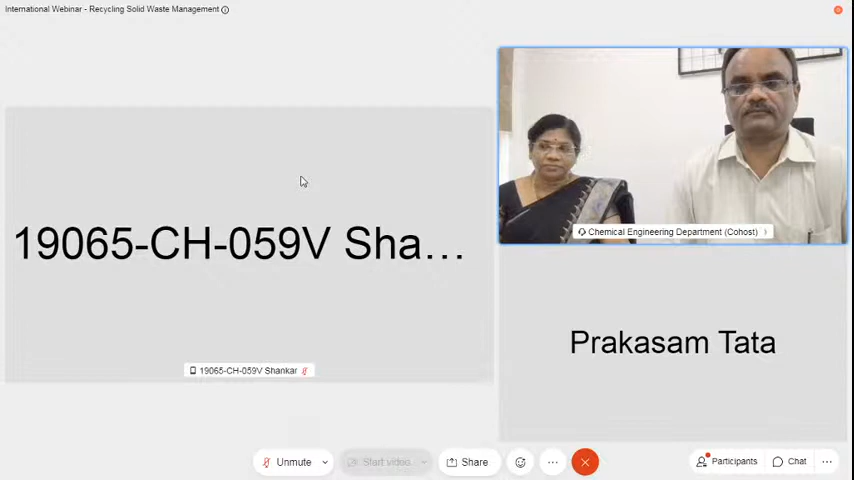 International Webinar - Recycling Solid Waste Management
19065-CH-059V Sha...
19065-CH-059V Shankar
Chemical Engineering Department (Cohost)
Prakasam Tata
Unmute
Start video
Share
Participants
Chat